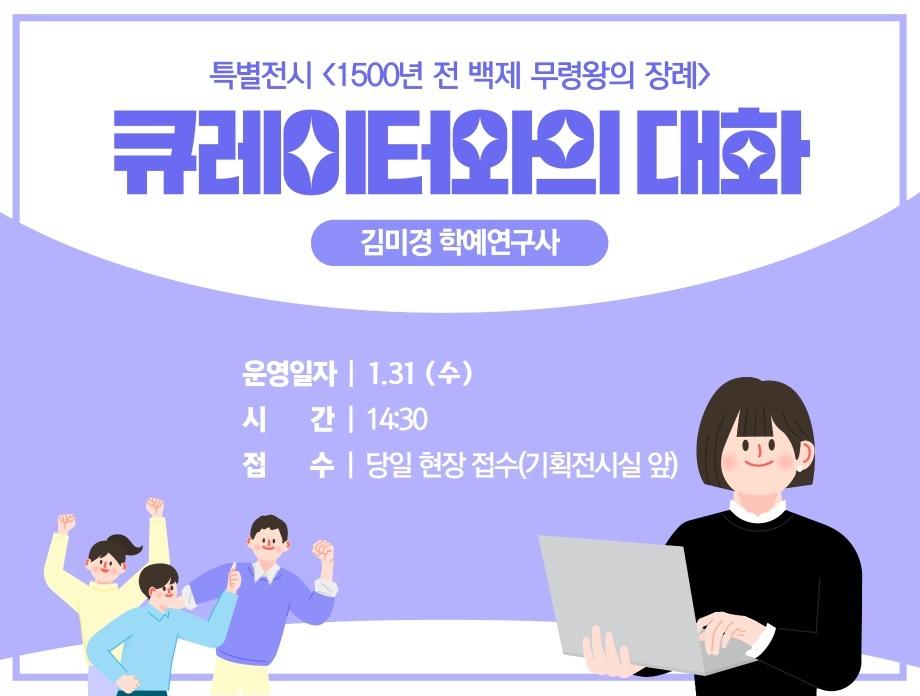 특별전시 <1500년 전 백제 무령왕의 장례>
큐레이터와의 대화
김미경 학예연구사
운영일자 | 1.31 (수)
시 간 | 14:30
접 수 | 당일 현장 접수(기획전시실 앞)